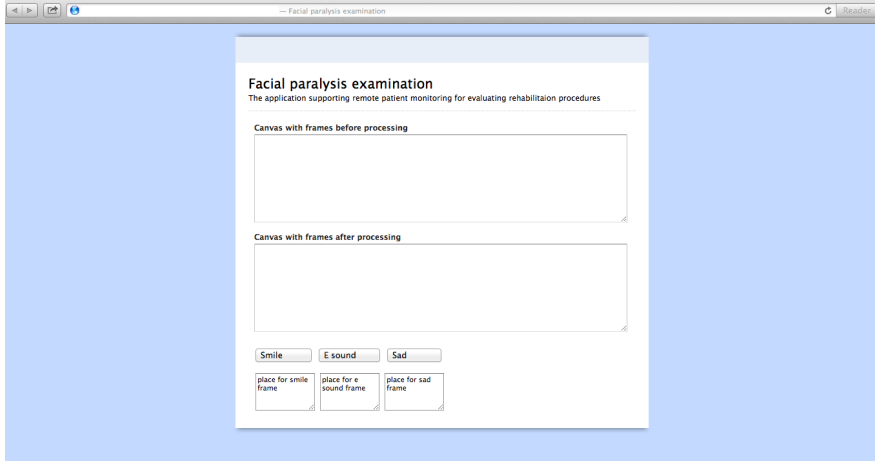 — Facial paralysis examination
Reader
Facial paralysis examination
The application supporting remote patient monitoring for evaluating rehabilitaion procedures
Canvas with frames before processing
Canvas with frames after processing
Smile
E sound
Sad
place for smile
frame
place for e
sound frame
place for sad
frame